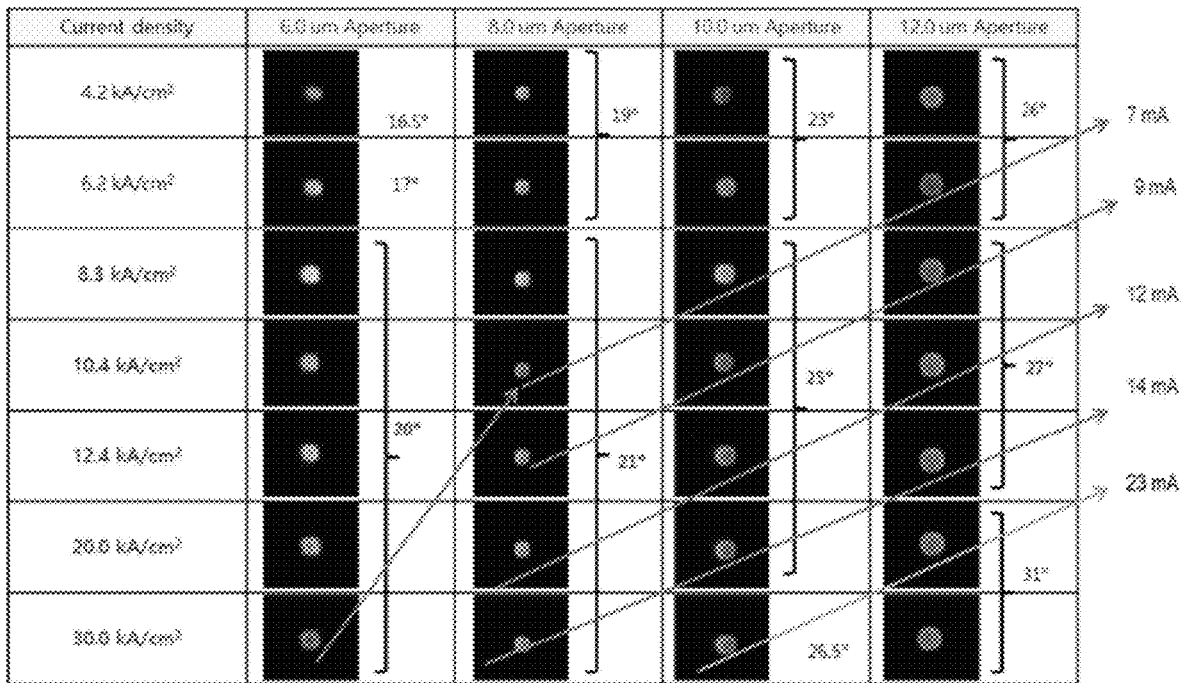 Current density 6.0 um Aperture 8.0 um Aperture 10.0 um Aperture 12.0 um Aperture
4.2 kA/cm² 16.5° 19° 23° 26° 7 mA
6.2 kA/cm² 17° 9 mA
8.8 kA/cm² 12 mA
10.4 kA/cm² 25° 27° 14 mA
12.4 kA/cm² 20° 21° 23 mA
20.0 kA/cm² 31°
30.0 kA/cm² 26.5°